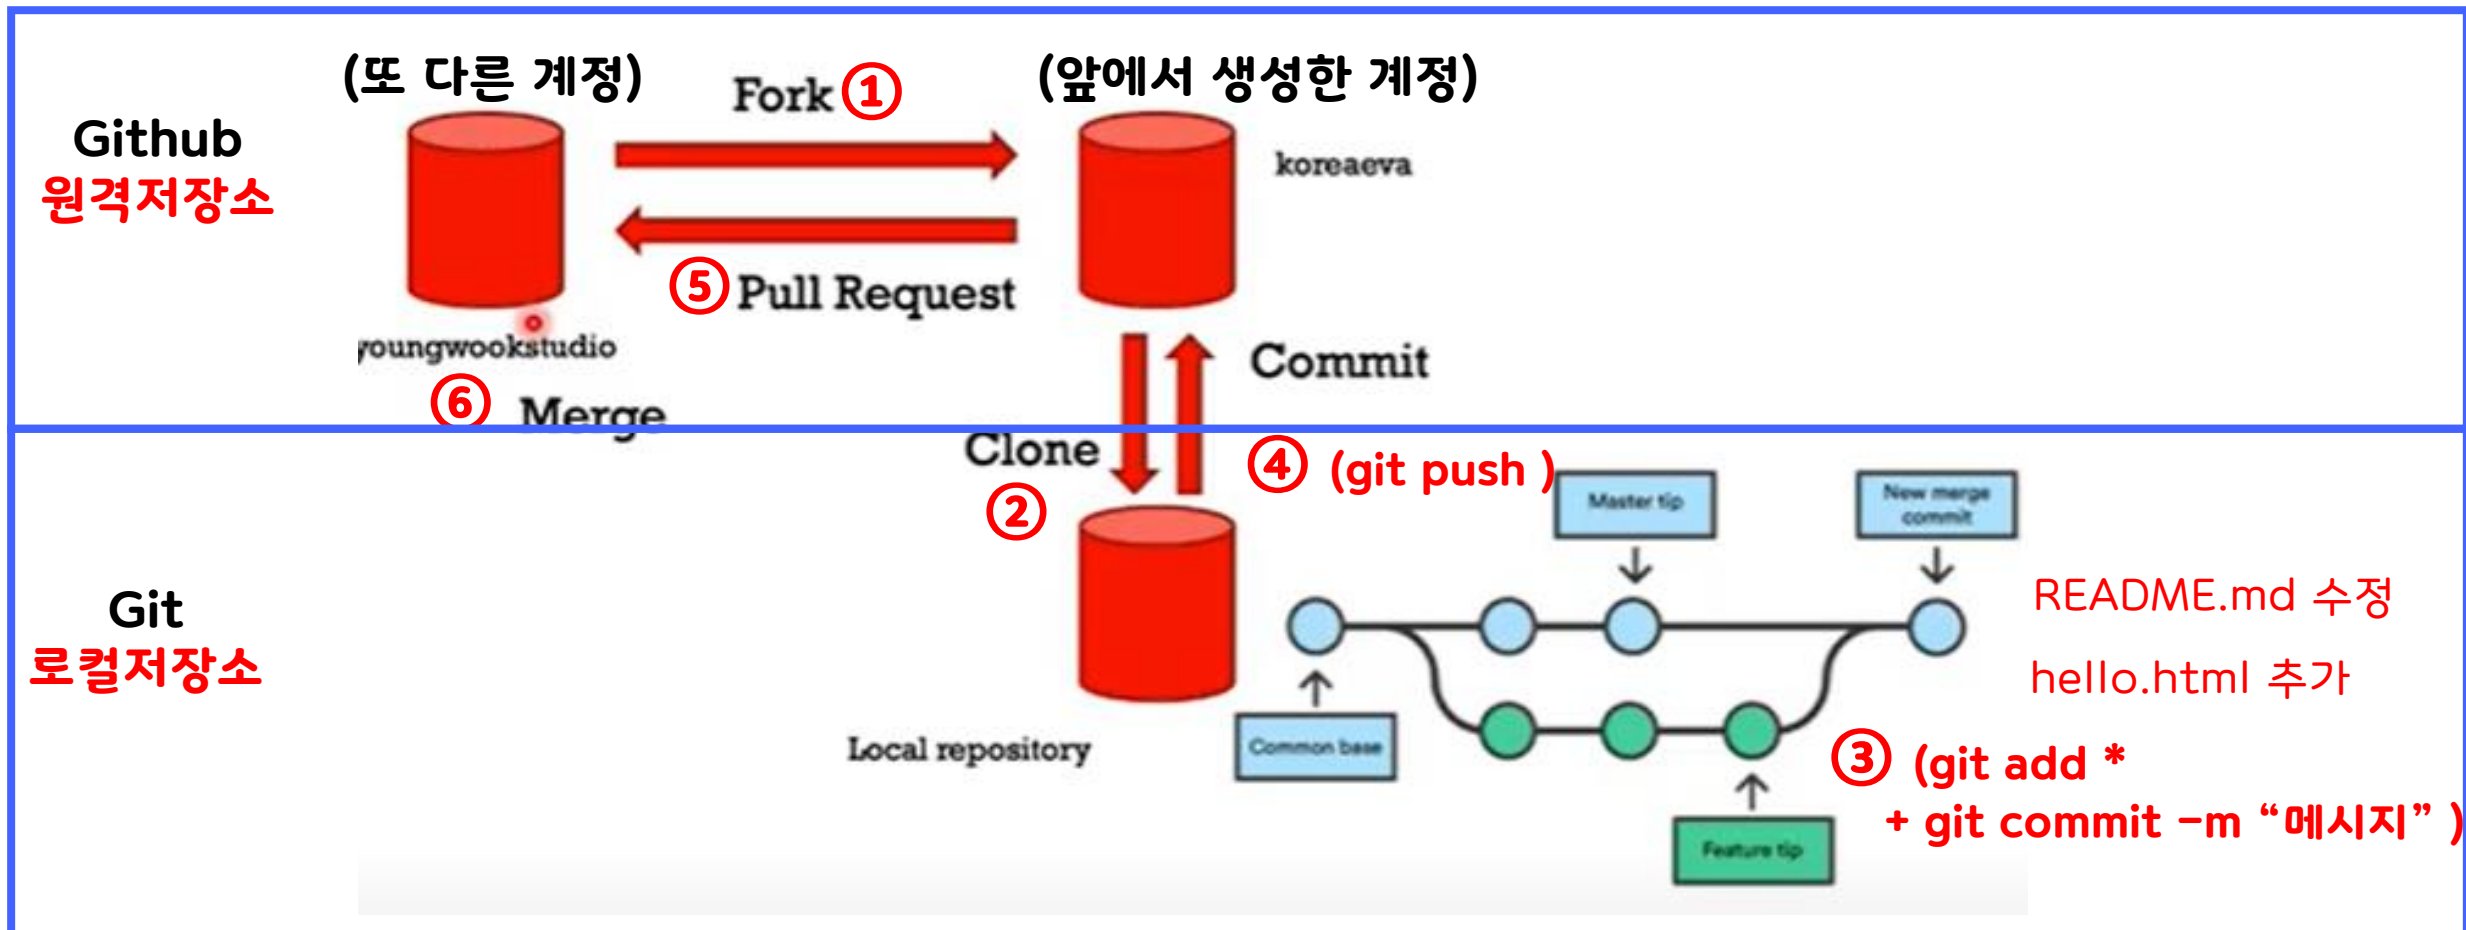 (또 다른 계정)
Fork ①
(앞에서 생성한 계정)
Github
원격저장소
koreaeva
⑤ Pull Request
youngwookstudio
⑥ Merge
Commit
Clone
②
④ (git push )
Master tip
New merge
commit
Git
로컬저장소
README.md 수정
hello.html 추가
Local repository
Common base
③ (git add *
+ git commit –m “메시지” )
Feature tip